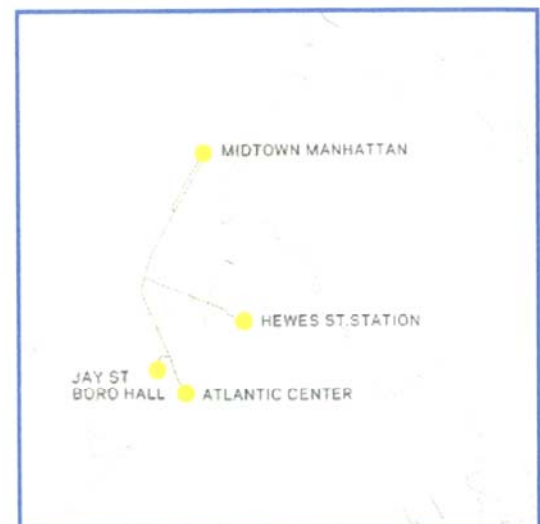 MIDTOWN MANHATTAN
HEWES ST.STATION
JAY ST
BORO HALL
ATLANTIC CENTER